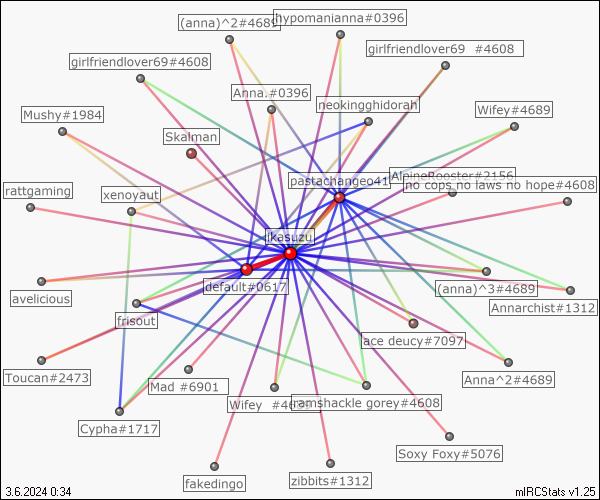 (anna)^2#4689
hypomanianna#0396
girlfriendlover69 #4608
girlfriendlover69#4608
Anna.#0396
neokingghidorah
Mushy#1984
Wifey#4689
Skalman
pastachangeo41
AlpineRooster#2156
no cops no laws no hope#4608
rattgaming
xenoyaut
kasuzu
default#0617
(anna)^3#4689
avelicious
frisout
Annarchist#1312
ace deucy#7097
Toucan#2473
Mad #6901
Anna^2#4689
Wifey
ramshackle gorey#4608
Cypha#1717
Soxy Foxy#5076
fakedingo
zibbits#1312
3.6.2024 0:34
mIRCStats v1.25